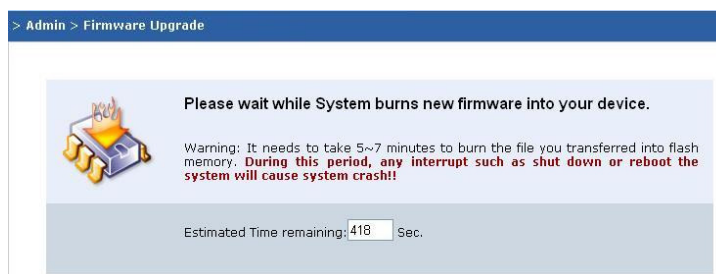 > Admin > Firmware Upgrade
Please wait while System burns new firmware into your device.
Warning: It needs to take 5~7 minutes to burn the file you transferred into flash
memory. During this period, any interrupt such as shut down or reboot the
system will cause system crash!!
Estimated Time remaining: 418 Sec.